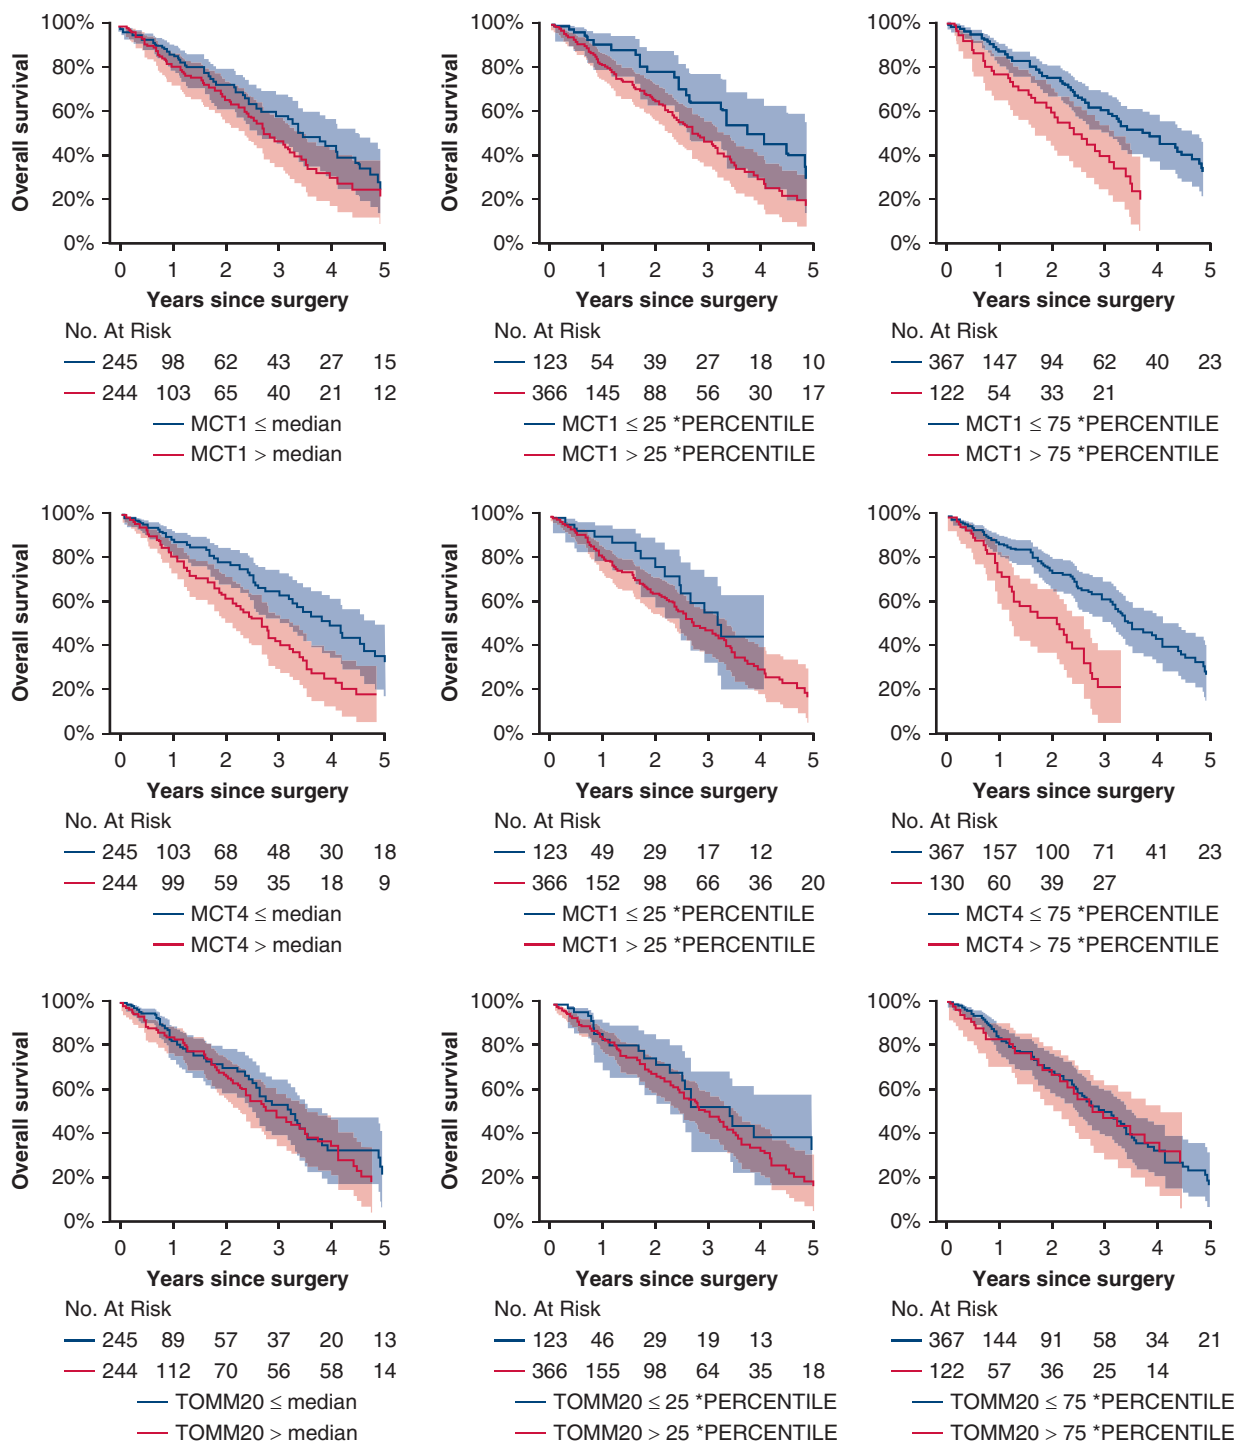 100% 100% 100%
80% 80% 80%
60% 60% 60%
40% 40% 40%
20% 20% 20%
0% 0% 0%
Overall survival Overall survival Overall survival
0 1 2 3 4 5 0 1 2 3 4 5 0 1 2 3 4 5
Years since surgery Years since surgery Years since surgery
No. At Risk No. At Risk No. At Risk
245 98 62 43 27 15 123 54 39 27 18 10 367 147 94 62 40 23
244 103 65 40 21 12 366 145 88 56 30 17 122 54 33 21
MCT1 ≤ median MCT1 ≤ 25 *PERCENTILE MCT1 ≤ 75 *PERCENTILE
MCT1 > median MCT1 > 25 *PERCENTILE MCT1 > 75 *PERCENTILE
100% 100% 100%
80% 80% 80%
60% 60% 60%
40% 40% 40%
20% 20% 20%
0% 0% 0%
Overall survival Overall survival Overall survival
0 1 2 3 4 5 0 1 2 3 4 5 0 1 2 3 4 5
Years since surgery Years since surgery Years since surgery
No. At Risk No. At Risk No. At Risk
245 103 68 48 30 18 123 49 29 17 12 367 157 100 71 41 23
244 99 59 35 18 9 366 152 98 66 36 20 130 60 39 27
MCT4 ≤ median MCT1 ≤ 25 *PERCENTILE MCT4 ≤ 75 *PERCENTILE
MCT4 > median MCT1 > 25 *PERCENTILE MCT4 > 75 *PERCENTILE
100% 100% 100%
80% 80% 80%
60% 60% 60%
40% 40% 40%
20% 20% 20%
0% 0% 0%
Overall survival Overall survival Overall survival
0 1 2 3 4 5 0 1 2 3 4 5 0 1 2 3 4 5
Years since surgery Years since surgery Years since surgery
No. At Risk No. At Risk No. At Risk
245 89 57 37 20 13 123 46 29 19 13 367 144 91 58 34 21
244 112 70 56 58 14 366 155 98 64 35 18 122 57 36 25 14
TOMM20 ≤ median TOMM20 ≤ 25 *PERCENTILE TOMM20 ≤ 75 *PERCENTILE
TOMM20 > median TOMM20 > 25 *PERCENTILE TOMM20 > 75 *PERCENTILE